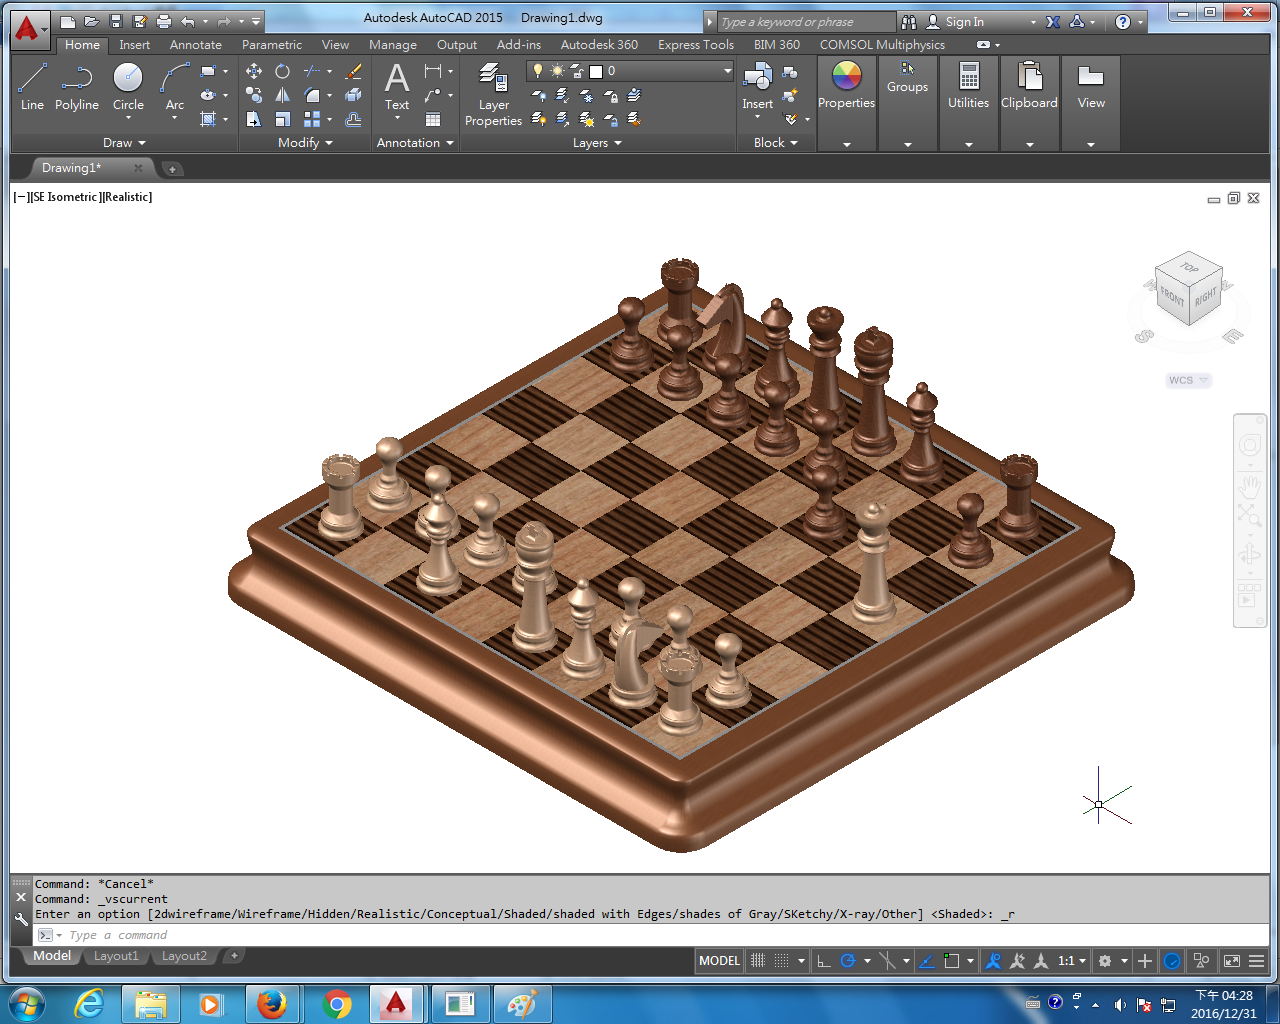 Autodesk AutoCAD 2015 Drawing1.dwg
Type a keyword or phrase
Sign In
Home Insert Annotate Parametric View Manage Output Add-ins Autodesk 360 Express Tools BIM 360 COMSOL Multiphysics
Line Polyline Circle Arc
Text
Layer
Properties
0
Insert
Properties
Groups
Utilities
Clipboard
View
Draw Modify Annotation Layers Block
Drawing1*
[−][SE Isometric][Realistic]
TOP
FRONT RIGHT
S E
WCS
Command: *Cancel*
Command: _vscurrent
Enter an option [2dwireframe/Wireframe/Hidden/Realistic/Conceptual/Shaded/shaded with Edges/shades of Gray/SKetchy/X-ray/Other] <Shaded>: _r
Type a command
Model Layout1 Layout2
MODEL
1:1
下午 04:28
2016/12/31